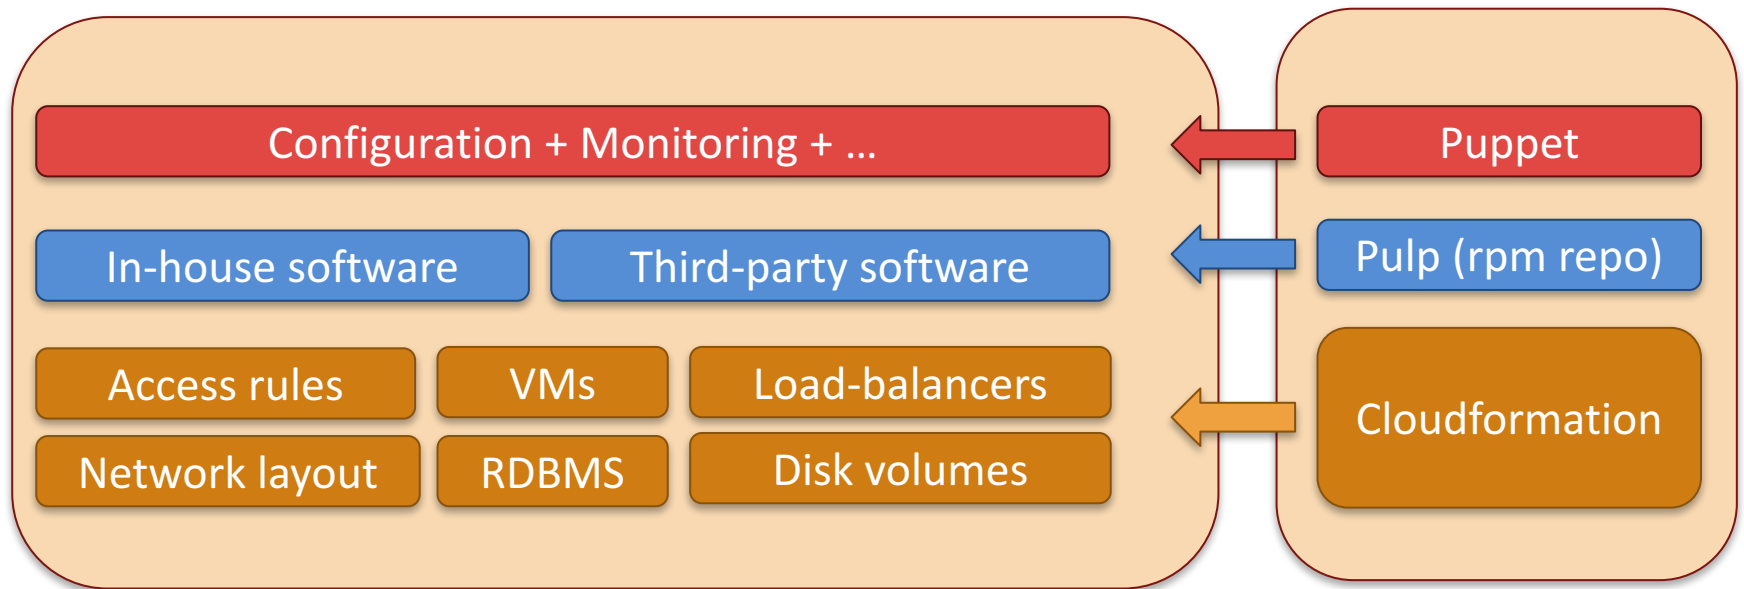 Configuration + Monitoring + …
Puppet
In-house software
Third-party software
Pulp (rpm repo)
Access rules
VMs
Load-balancers
Cloudformation
Network layout
RDBMS
Disk volumes